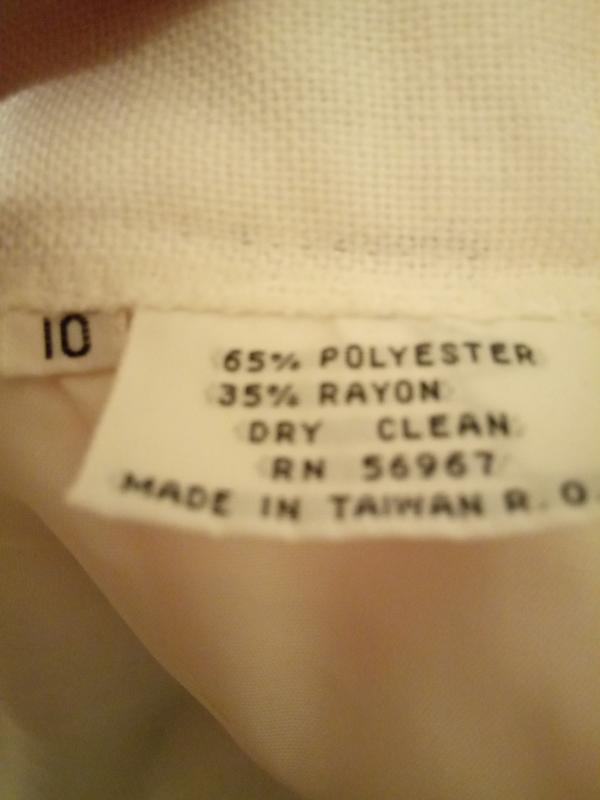 10
65% POLYESTER
35% RAYON
DRY CLEAN
RN 56967
MADE IN TAIWAN R.O.